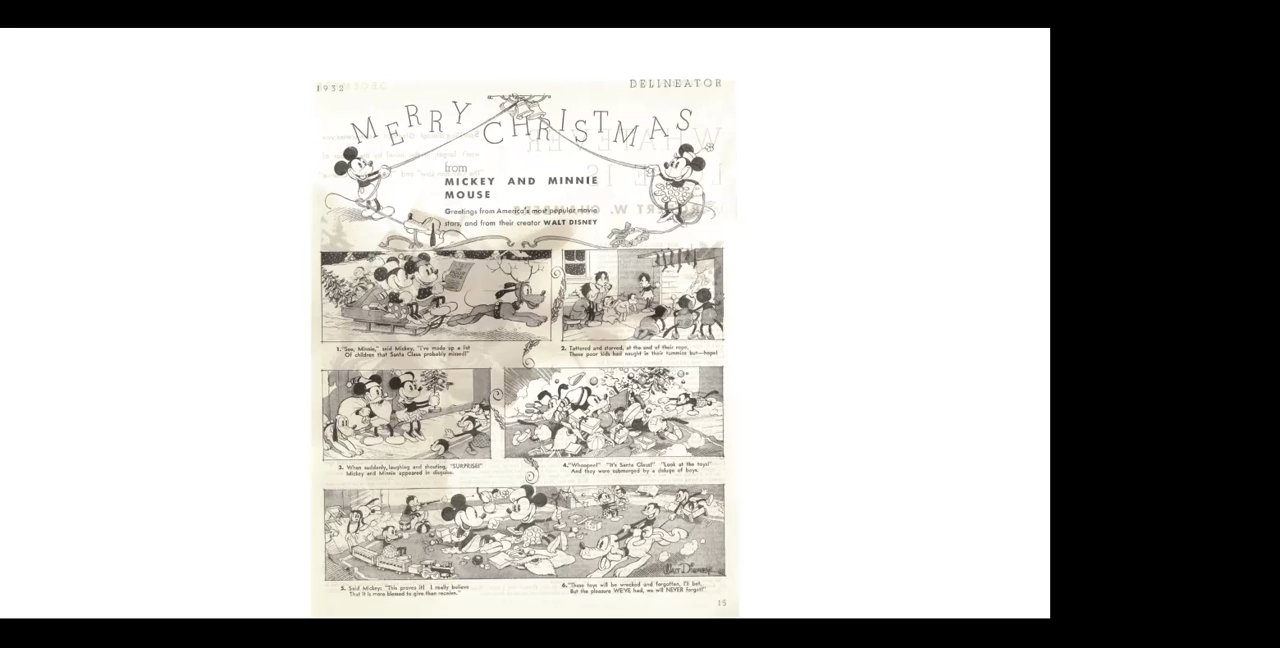 1932
DELINEATOR
MERRY CHRISTMAS
from
MICKEY AND MINNIE
MOUSE
Greetings from America's most popular movie
stars, and from their creator WALT DISNEY
1. "See, Minnie," said Mickey, "I've made up a list
Of children that Santa Claus probably missed!"
2. Tattered and starved, at the end of their rope,
These poor kids had naught in their tummies but—hope!
3. When suddenly, laughing and shouting, "SURPRISE!"
Mickey and Minnie appeared in disguise.
4. "Whoopee!" "It's Santa Claus!" "Look at the toys!"
And they were submerged by a deluge of boys.
WALT DISNEY
5. Said Mickey: "This proves it! I really believe
That it is more blessed to give than receive."
6. "These toys will be wrecked and forgotten, I'll bet,
But the pleasure WE'VE had, we will NEVER forget!"
15